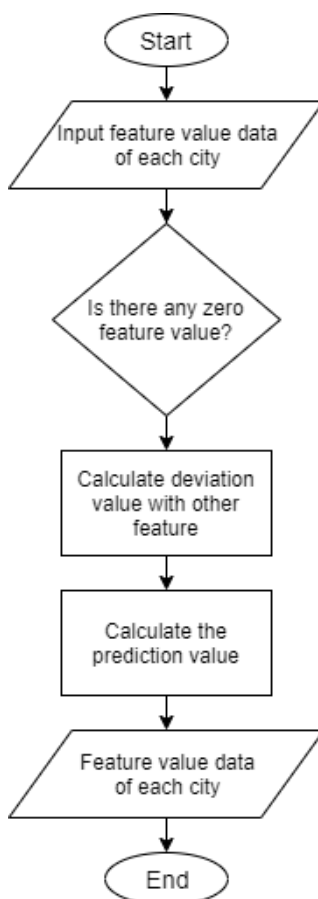 Start
Input feature value data
of each city
Is there any zero
feature value?
Calculate deviation
value with other
feature
Calculate the
prediction value
Feature value data
of each city
End